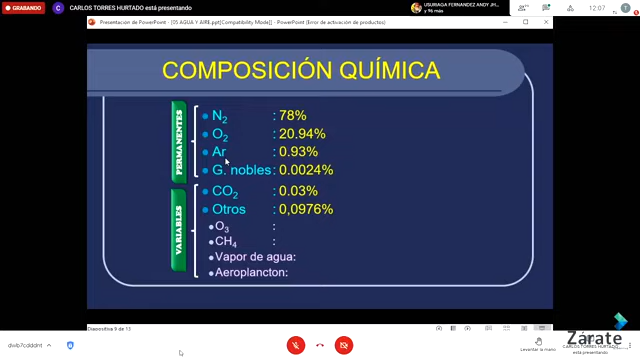 GRABANDO
C CARLOS TORRES HURTADO está presentando
USURIAGA FERNANDEZ ANDY JH...
y 96 más
12:07
Presentación de PowerPoint - [D5 AGUA Y AIRE.ppt [Compatibility Mode]] - PowerPoint (Error de activación de productos)
COMPOSICIÓN QUÍMICA
PERMANENTES
N2 : 78%
O2 : 20.94%
Ar : 0.93%
G. nobles : 0.0024%
VARIABLES
CO2 : 0.03%
Otros : 0,0976%
O3 :
CH4 :
Vapor de agua:
Aeroplancton:
Diapositiva 9 de 13
Zárate
Levantar la mano
CARLOS TORRES HURTADO
está presentando